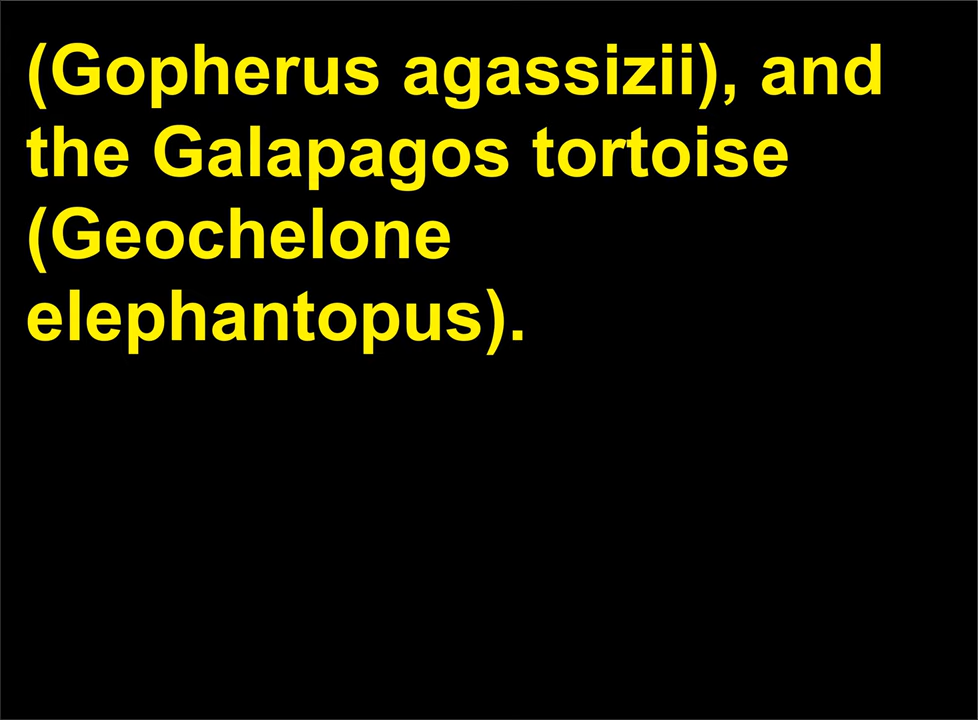 (Gopherus agassizii), and
the Galapagos tortoise
(Geochelone
elephantopus).